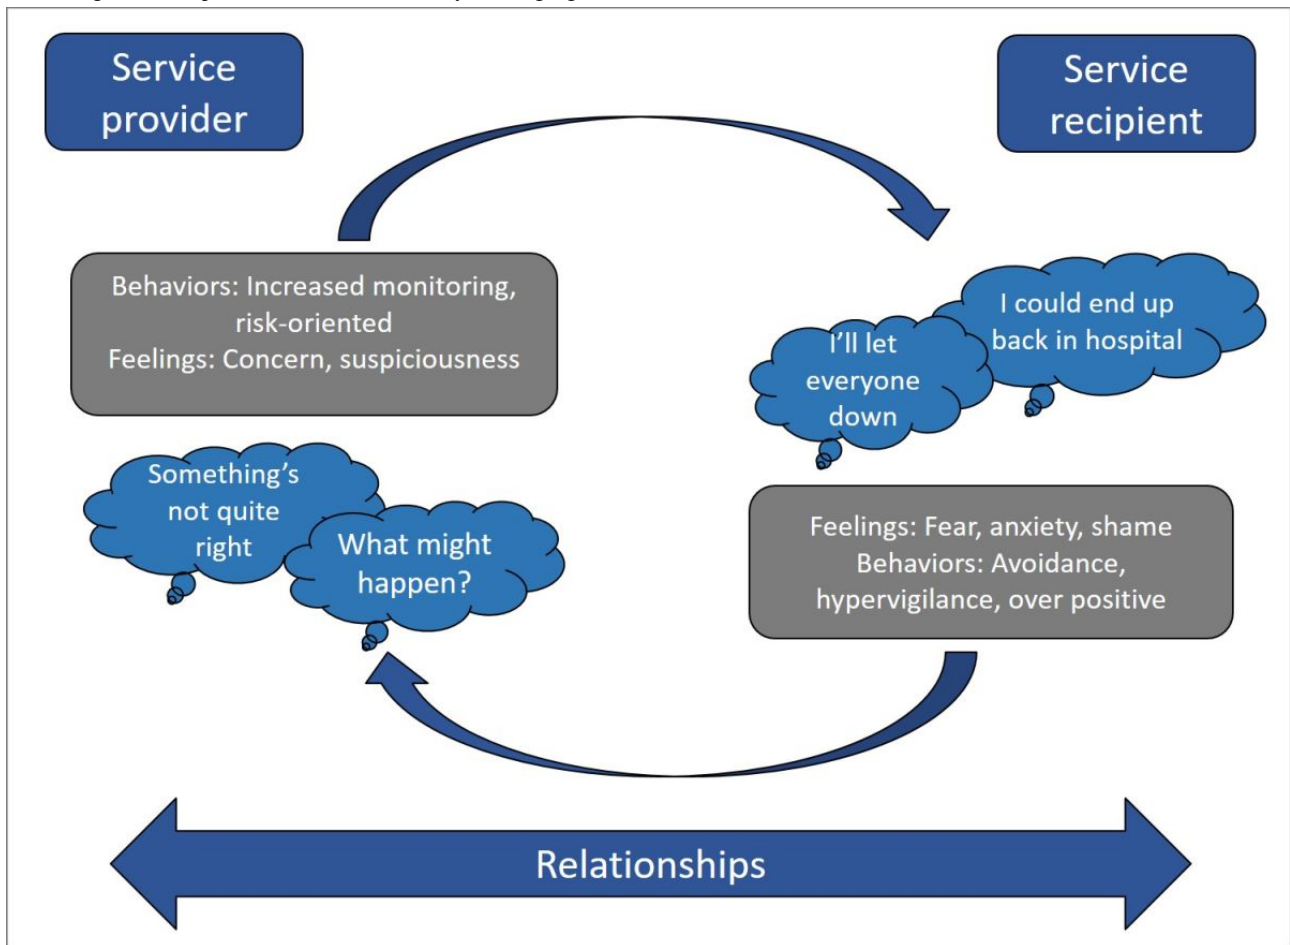 Service
provider
Service
recipient
Behaviors: Increased monitoring,
risk-oriented
Feelings: Concern, suspiciousness
I could end up
back in hospital
I'll let
everyone
down
Something's
not quite
right
What might
happen?
Feelings: Fear, anxiety, shame
Behaviors: Avoidance,
hypervigilance, over positive
Relationships